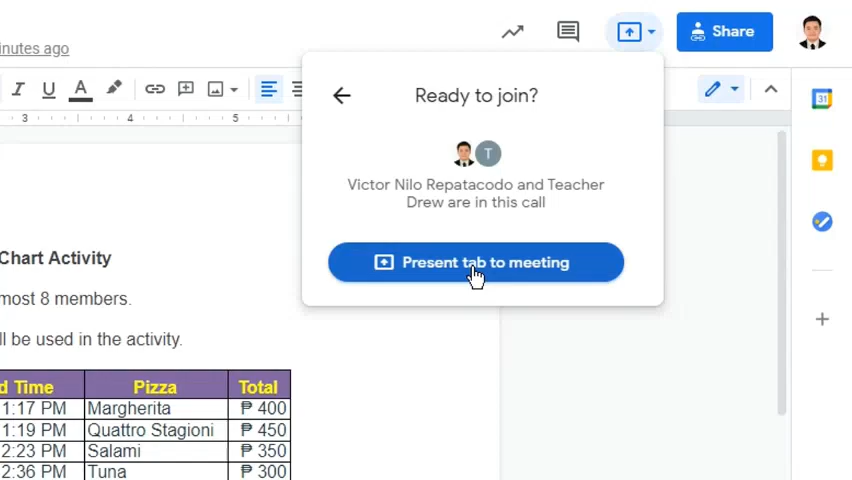 inutes ago
Share
31
3 4 5
Ready to join?
T
Victor Nilo Repatacodo and Teacher
Drew are in this call
Present tab to meeting
Chart Activity
most 8 members.
ll be used in the activity.
d Time Pizza Total
1:17 PM Margherita ₱ 400
1:19 PM Quattro Stagioni ₱ 450
2:23 PM Salami ₱ 350
2:36 PM Tuna ₱ 300